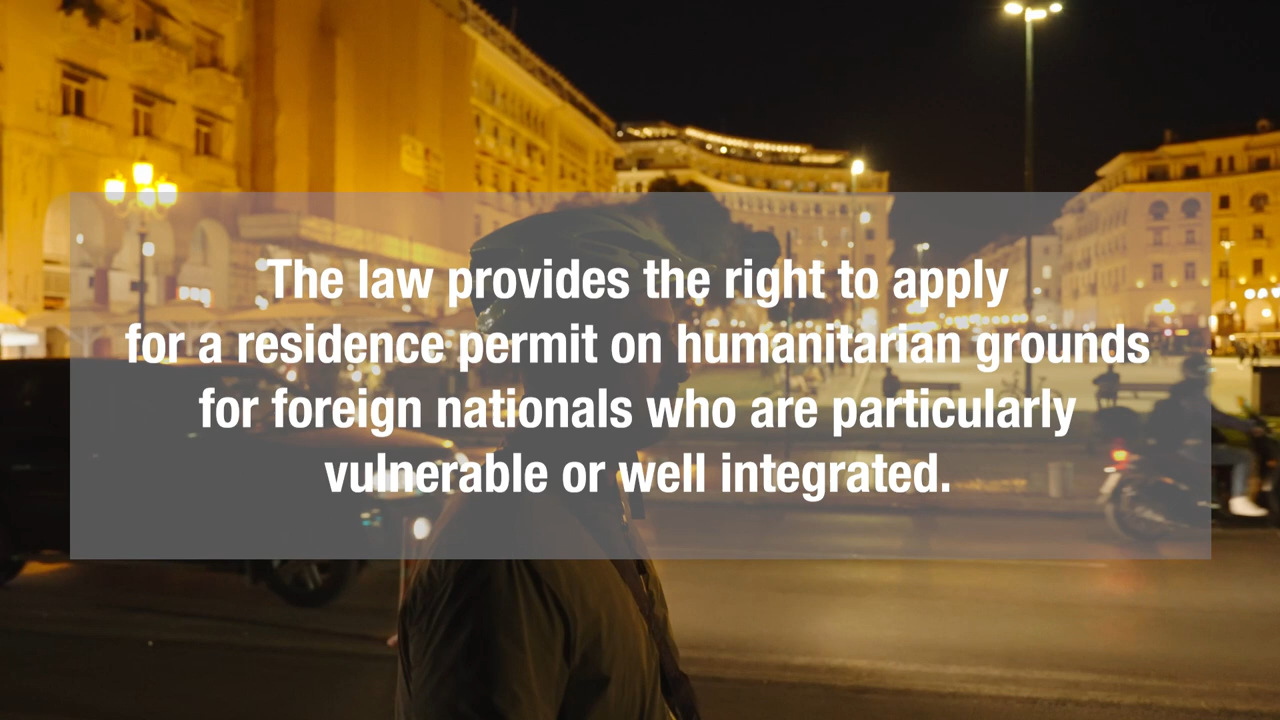 The law provides the right to apply
for a residence permit on humanitarian grounds
for foreign nationals who are particularly
vulnerable or well integrated.